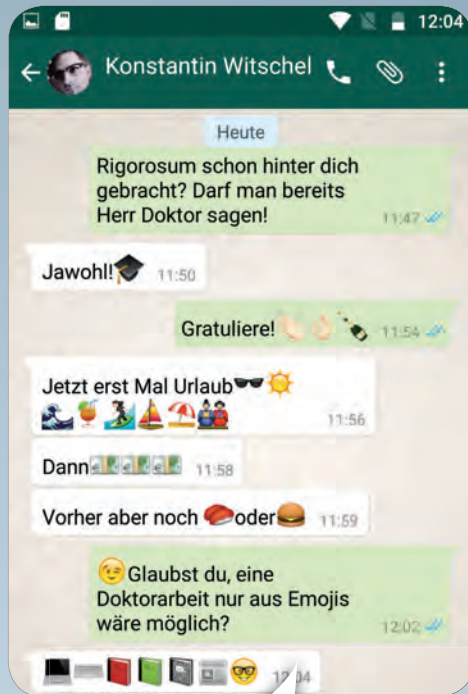 12:04
Konstantin Witschel
Heute
Rigorosum schon hinter dich
gebracht? Darf man bereits
Herr Doktor sagen!
11:47
Jawohl!🎓 11:50
Gratuliere!👏👌🍾 11:54
Jetzt erst Mal Urlaub🕶☀
🌊🍹🏄⛵⛱🎎 11:56
Dann💶💶💶 11:58
Vorher aber noch 🍣oder🍔 11:59
😉Glaubst du, eine
Doktorarbeit nur aus Emojis
wäre möglich?
12:02
12:04